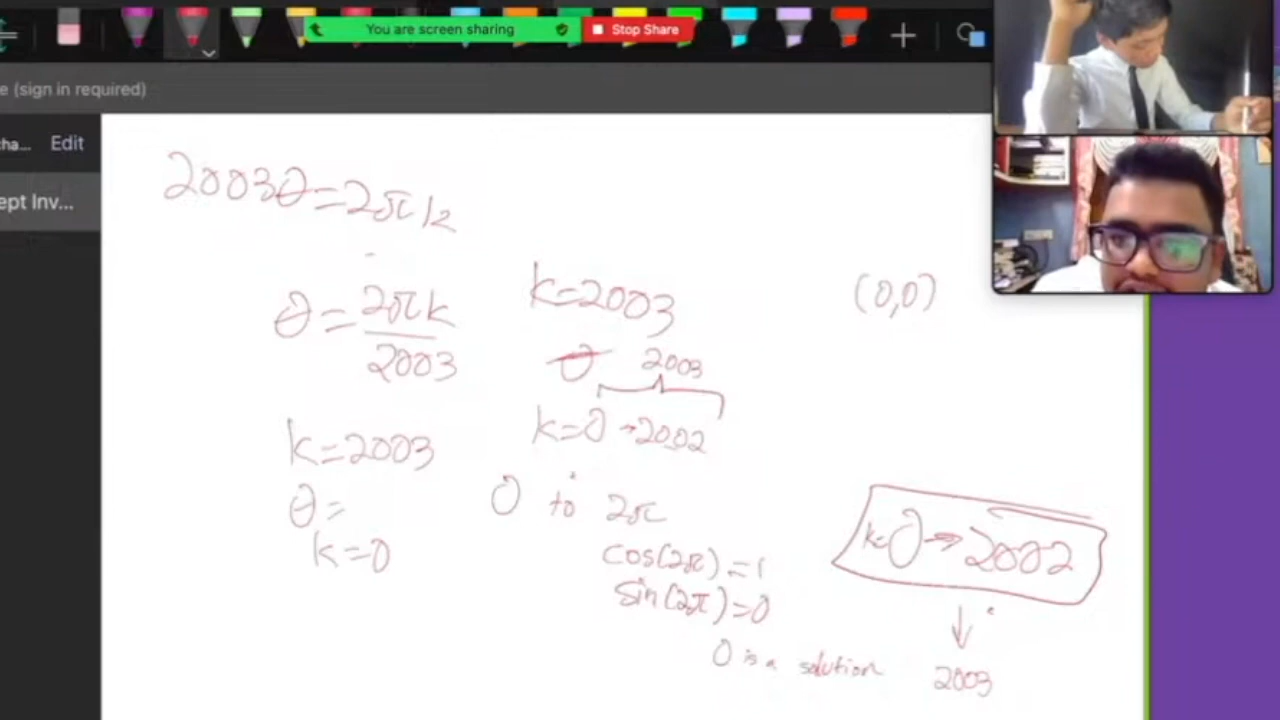 You are screen sharing
Stop Share
e (sign in required)
cha... Edit
ept Inv...
2003θ=2πk
θ=2πk/2003
k=2003
θ=
k=0
k=2003
θ
2003
k=0→2002
0 to 2π
cos(2π)=1
sin(2π)=0
0 is a solution
(0,0)
k=0→2002
↓
2003